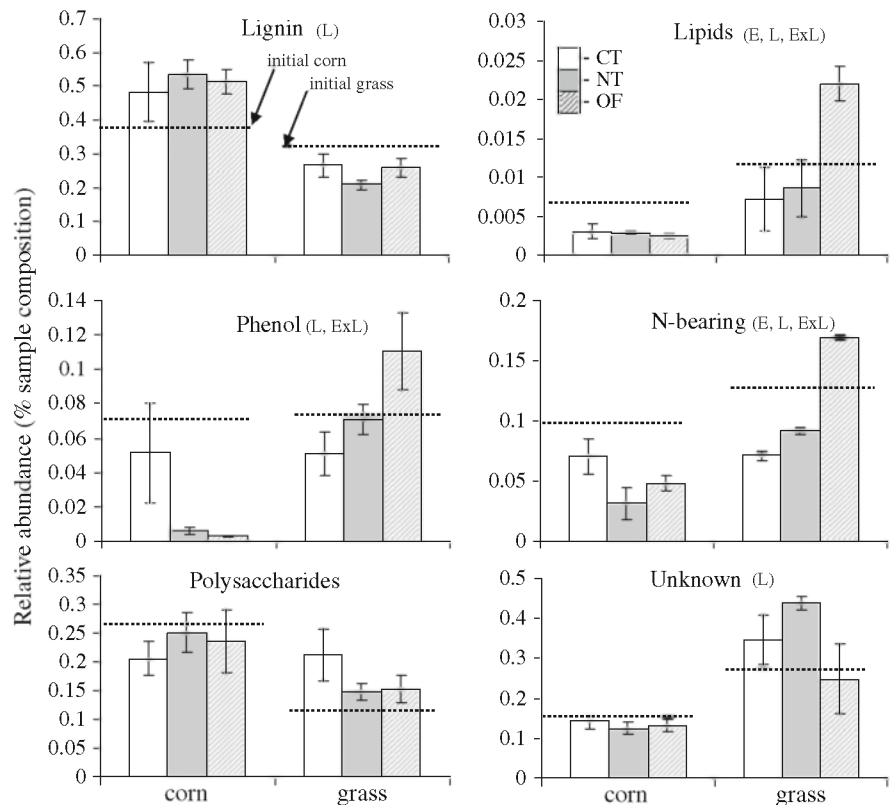 Relative abundance (% sample composition)
Lignin (L)
0.7
0.6
0.5
0.4
0.3
0.2
0.1
0
initial corn
initial grass
Lipids (E, L, ExL)
0.03
0.025
0.02
0.015
0.01
0.005
0
- CT
- NT
- OF
Phenol (L, ExL)
0.14
0.12
0.1
0.08
0.06
0.04
0.02
0
N-bearing (E, L, ExL)
0.2
0.15
0.1
0.05
0
Polysaccharides
0.35
0.3
0.25
0.2
0.15
0.1
0.05
0
corn
grass
Unknown (L)
0.5
0.4
0.3
0.2
0.1
0
corn
grass